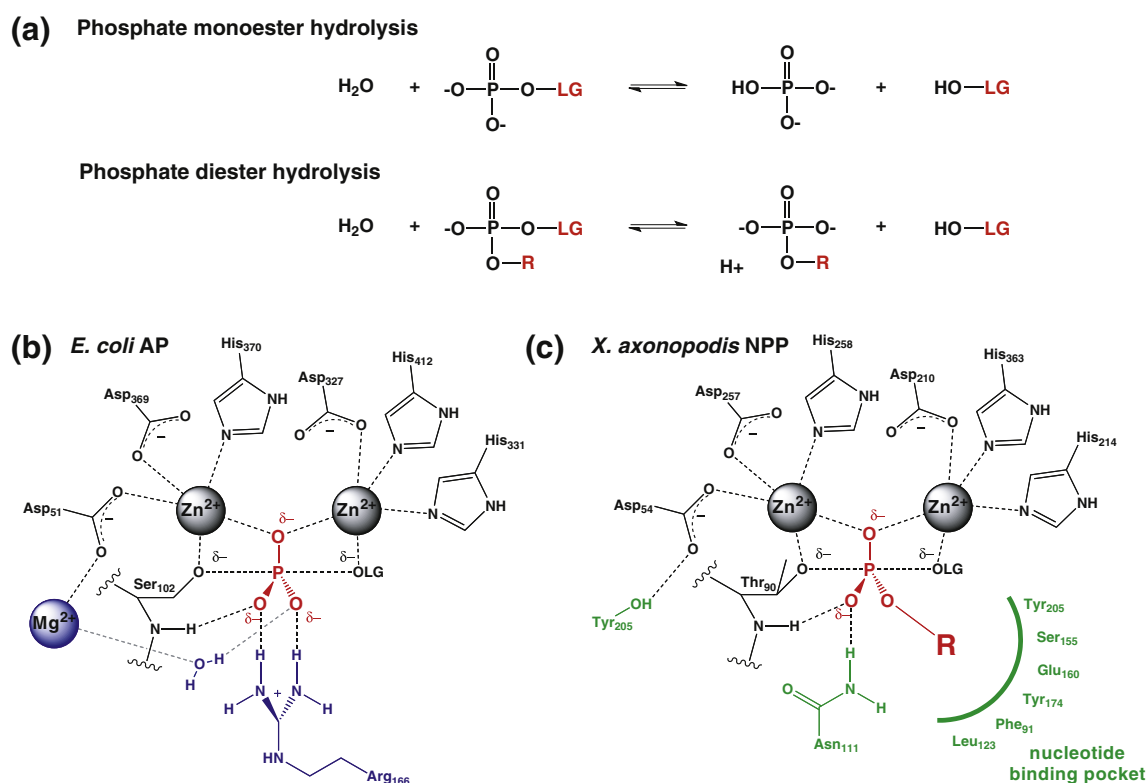 (a) Phosphate monoester hydrolysis
O
H₂O + -O—P—O—LG HO—P—O- + HO—LG
O- O-
Phosphate diester hydrolysis
O O
H₂O + -O—P—O—LG -O—P—O- + HO—LG
O—R H+ O—R
(b) E. coli AP
His₃₇₀
Asp₃₂₇
His₄₁₂
Asp₃₆₉
NH
N
O
O
–
O
O
–
NH
N
His₃₃₁
NH
N
Zn²⁺
Zn²⁺
Asp₅₁
O
O
–
δ–
O
δ–
δ–
Ser₁₀₂
O
P
OLG
Mg²⁺
N—H
O
O
δ–
δ–
O
H
H
H
H
N
N
+
H
H
HN
Arg₁₆₆
(c) X. axonopodis NPP
His₂₅₈
Asp₂₁₀
His₃₆₃
Asp₂₅₇
NH
N
O
O
–
O
O
–
NH
N
His₂₁₄
NH
N
Zn²⁺
Zn²⁺
Asp₅₄
O
O
–
δ–
O
δ–
δ–
Thr₉₀
O
P
OLG
OH
Tyr₂₀₅
N—H
O
O
δ–
R
H
O
N
H
Asn₁₁₁
Tyr₂₀₅
Ser₁₅₅
Glu₁₆₀
Tyr₁₇₄
Phe₉₁
Leu₁₂₃
nucleotide
binding pocket